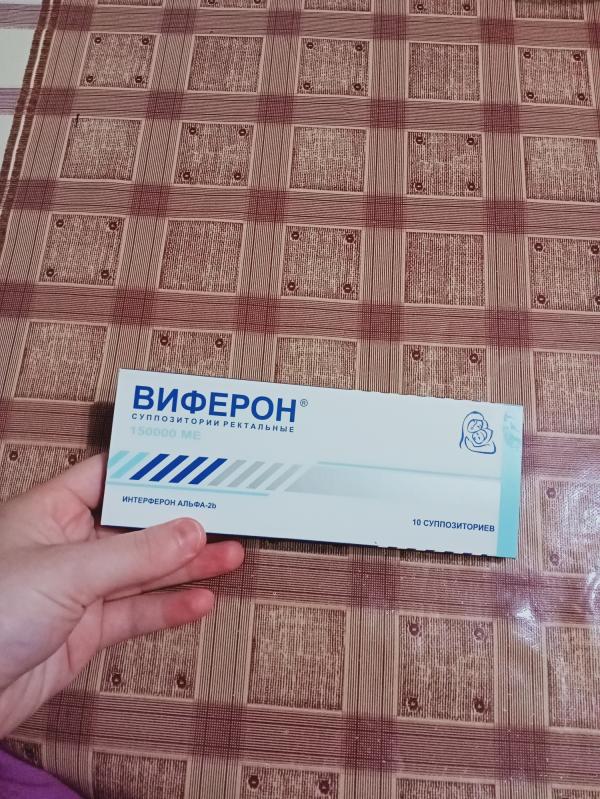 ВИФЕРОН®
СУППОЗИТОРИИ РЕКТАЛЬНЫЕ
150000 МЕ
ИНТЕРФЕРОН АЛЬФА-2b
10 СУППОЗИТОРИЕВ